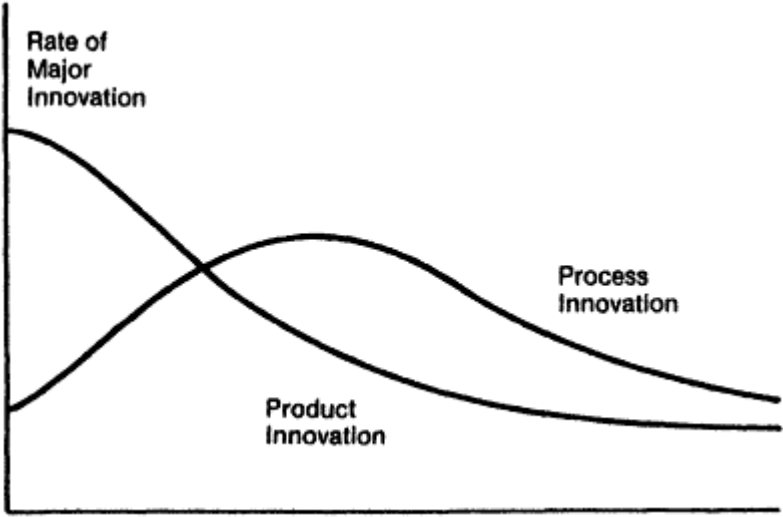 Rate of
Major
Innovation
Process
Innovation
Product
Innovation